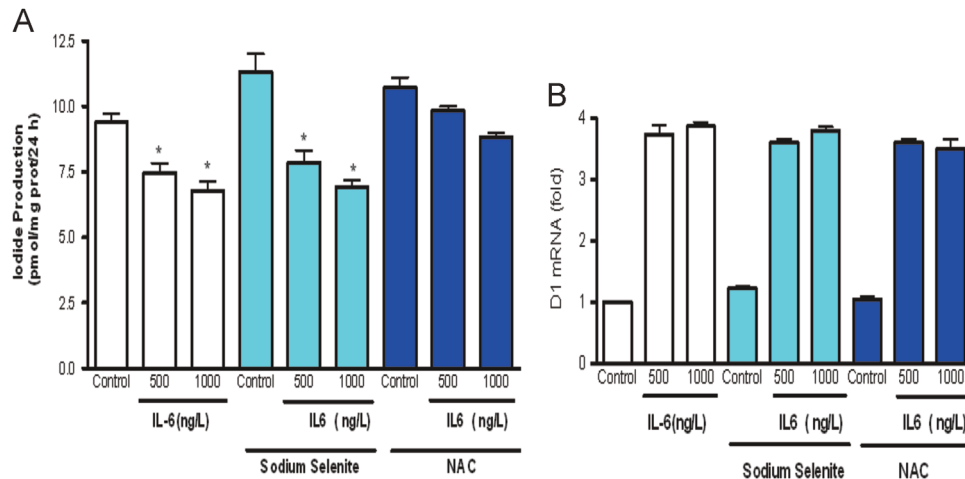 A
Iodide Production
(pmol/mg prot/24 h)
12.5
10.0
7.5
5.0
2.5
0.0
* * * *
Control 500 1000 Control 500 1000 Control 500 1000
IL-6(ng/L) IL6 ( ng/L) IL6 ( ng/L)
Sodium Selenite NAC
B
D1 mRNA (fold)
4
3
2
1
0
Control 500 1000 Control 500 1000 Control 500 1000
IL-6(ng/L) IL6 ( ng/L) IL6 ( ng/L)
Sodium Selenite NAC